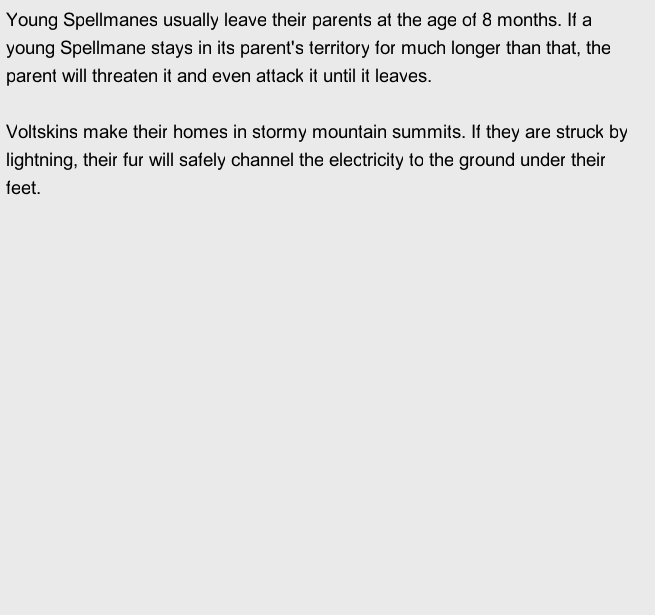 Young Spellmanes usually leave their parents at the age of 8 months. If a
young Spellmane stays in its parent's territory for much longer than that, the
parent will threaten it and even attack it until it leaves.
Voltskins make their homes in stormy mountain summits. If they are struck by
lightning, their fur will safely channel the electricity to the ground under their
feet.